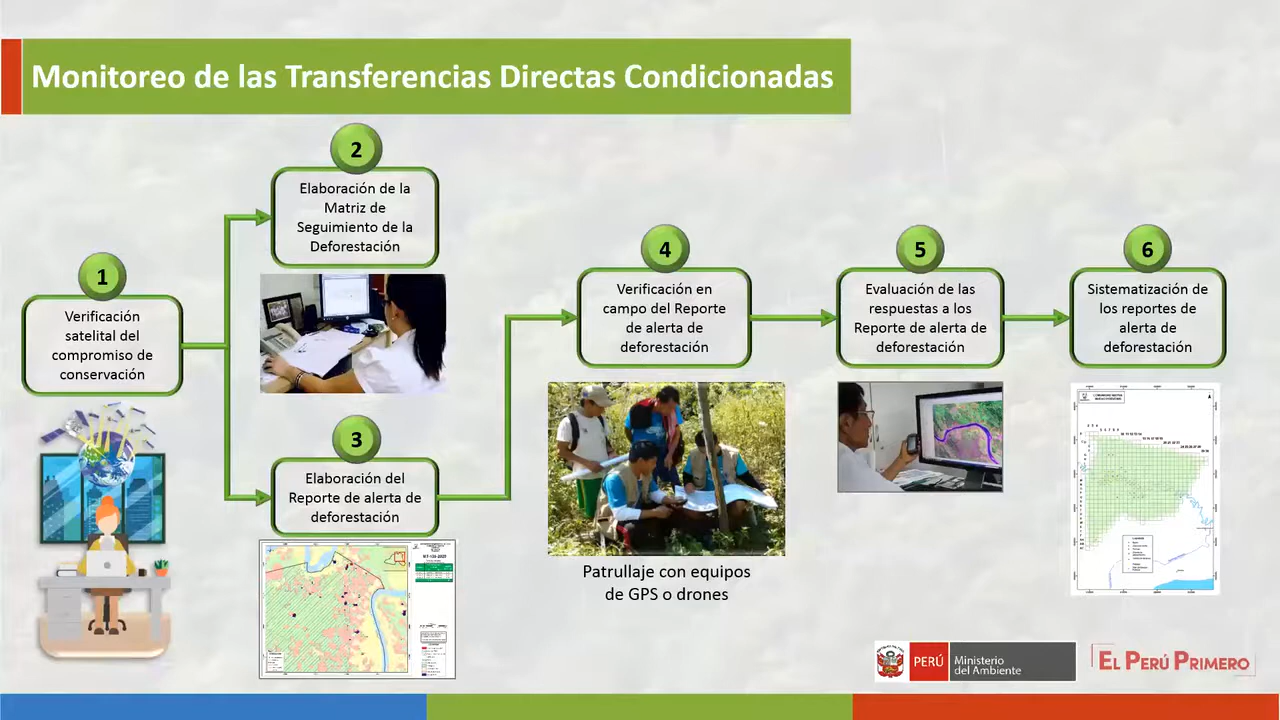 Monitoreo de las Transferencias Directas Condicionadas
1
Verificación
satelital del
compromiso de
conservación
2
Elaboración de la
Matriz de
Seguimiento de la
Deforestación
3
Elaboración del
Reporte de alerta de
deforestación
4
Verificación en
campo del Reporte
de alerta de
deforestación
Patrullaje con equipos
de GPS o drones
5
Evaluación de las
respuestas a los
Reporte de alerta de
deforestación
6
Sistematización de
los reportes de
alerta de
deforestación
PERÚ
Ministerio
del Ambiente
EL PERÚ PRIMERO